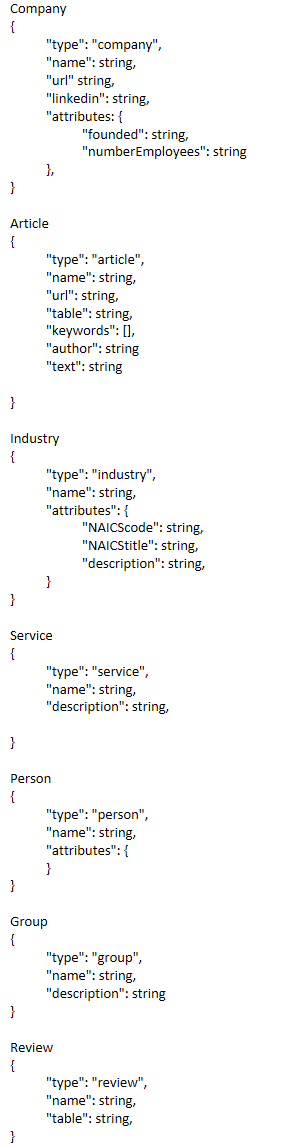 Company
{
"type": "company",
"name": string,
"url" string,
"linkedin": string,
"attributes: {
"founded": string,
"numberEmployees": string
},
}
Article
{
"type": "article",
"name": string,
"url": string,
"table": string,
"keywords": [],
"author": string
"text": string
}
Industry
{
"type": "industry",
"name": string,
"attributes": {
"NAICScode": string,
"NAICStitle": string,
"description": string,
}
}
Service
{
"type": "service",
"name": string,
"description": string,
}
Person
{
"type": "person",
"name": string,
"attributes": {
}
}
Group
{
"type": "group",
"name": string,
"description": string
}
Review
{
"type": "review",
"name": string,
"table": string,
}